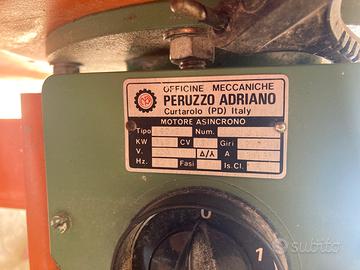 OFFICINE MECCANICHE
PERUZZO ADRIANO
Curtarolo (PD) Italy
MOTORE ASINCRONO
Tipo Num.
KW CV Giri
V. Δ/⅄ A
Hz. Fasi Is.Cl.
0
1
subito